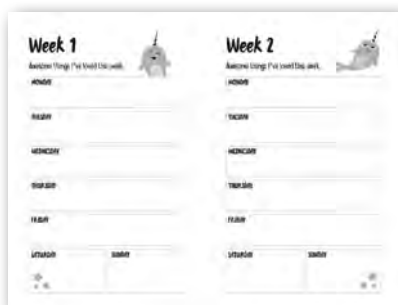 Week 1
Awesome things I've loved this week...
MONDAY
TUESDAY
WEDNESDAY
THURSDAY
FRIDAY
SATURDAY SUNDAY
Week 2
Awesome things I've loved this week...
MONDAY
TUESDAY
WEDNESDAY
THURSDAY
FRIDAY
SATURDAY SUNDAY